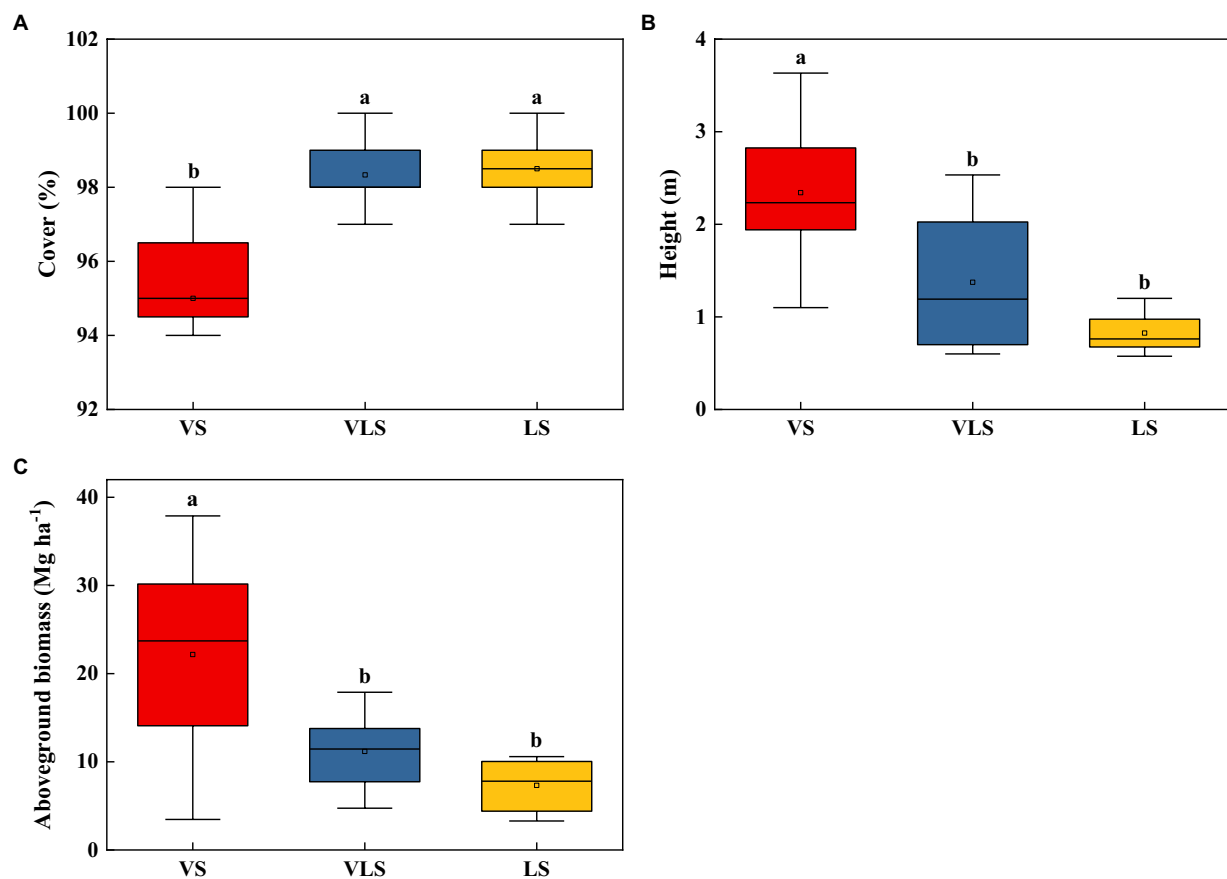 A
Cover (%)
102
100
98
96
94
92
b
a
a
VS
VLS
LS
B
Height (m)
4
3
2
1
0
a
b
b
VS
VLS
LS
C
Aboveground biomass (Mg ha⁻¹)
40
30
20
10
0
a
b
b
VS
VLS
LS